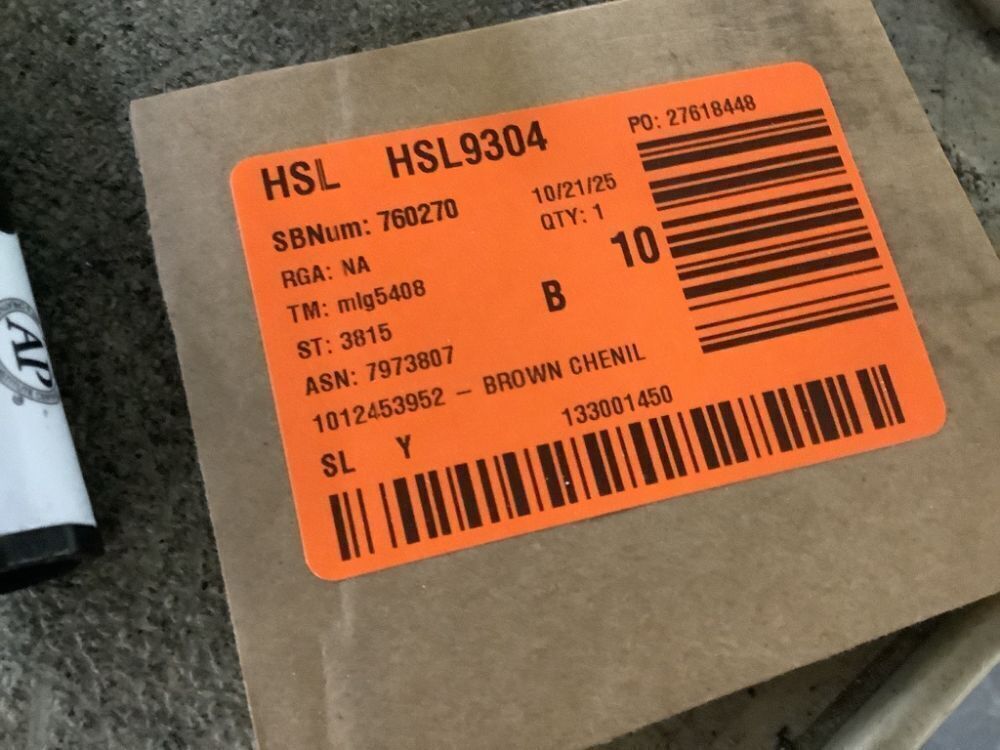 HSL HSL9304
PO: 27618448
SBNum: 760270
10/21/25
RGA: NA
QTY: 1
10
TM: mlg5408
B
ST: 3815
ASN: 7973807
1012453952 - BROWN CHENIL
SL Y
133001450
AP